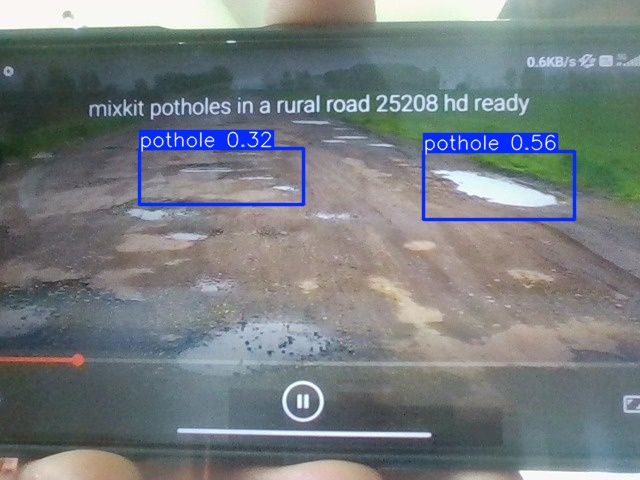 0.6KB/s
mixkit potholes in a rural road 25208 hd ready
pothole 0.32
pothole 0.56